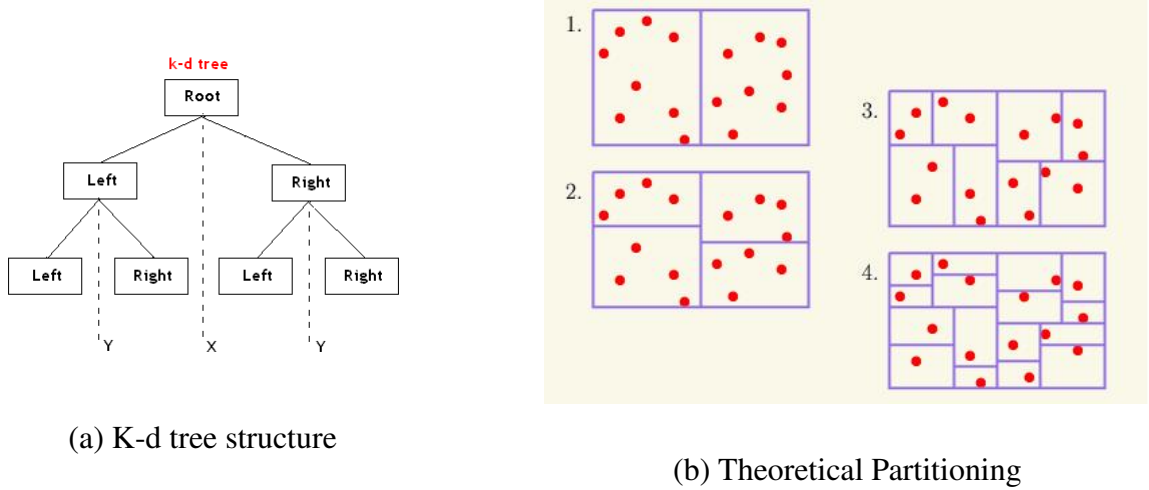 k-d tree
Root
Left
Right
Left
Right
Left
Right
Y
X
Y
(a) K-d tree structure
1.
2.
3.
4.
(b) Theoretical Partitioning